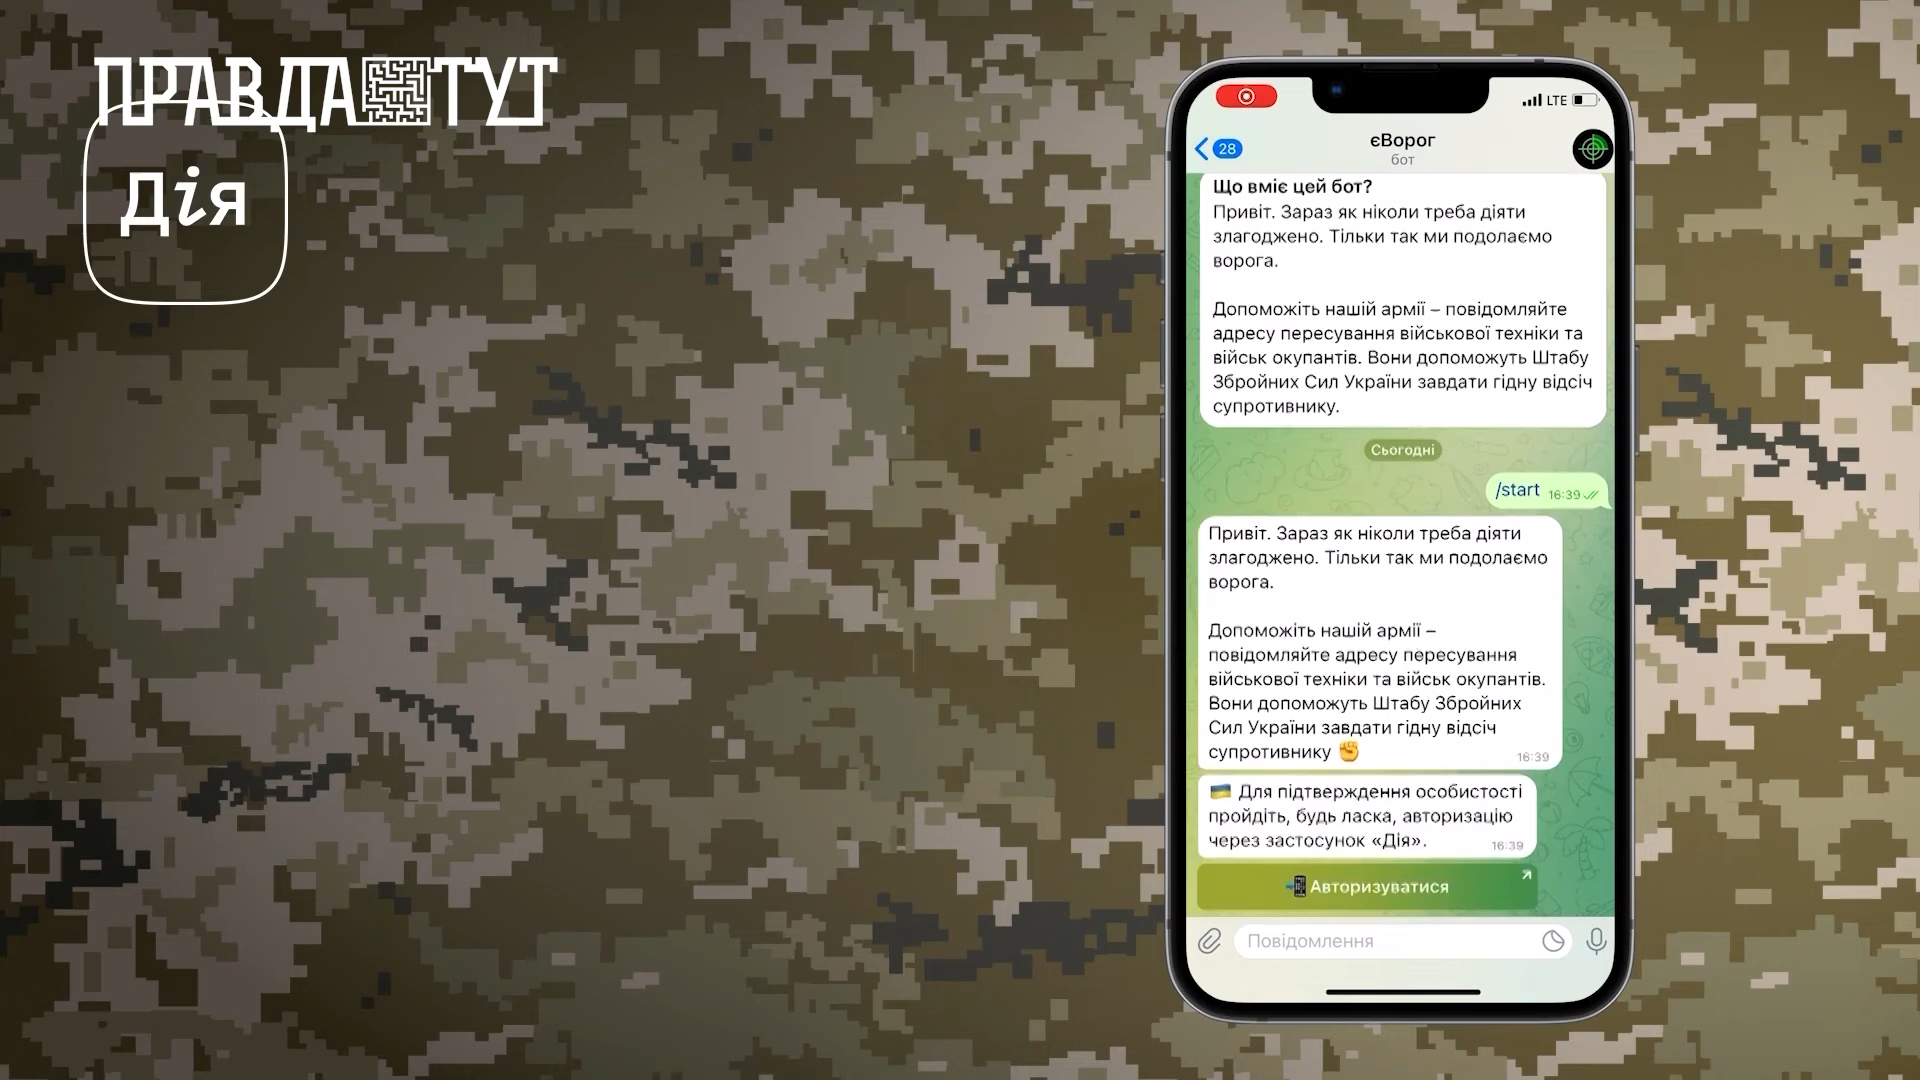 ПРАВДА ТУТ
Дія
LTE
28
єВорог
бот
Що вміє цей бот?
Привіт. Зараз як ніколи треба діяти
злагоджено. Тільки так ми подолаємо
ворога.
Допоможіть нашій армії – повідомляйте
адресу пересування військової техніки та
військ окупантів. Вони допоможуть Штабу
Збройних Сил України завдати гідну відсіч
супротивнику.
Сьогодні
/start 16:39
Привіт. Зараз як ніколи треба діяти
злагоджено. Тільки так ми подолаємо
ворога.
Допоможіть нашій армії –
повідомляйте адресу пересування
військової техніки та військ окупантів.
Вони допоможуть Штабу Збройних
Сил України завдати гідну відсіч
супротивнику ✊ 16:39
🇺🇦 Для підтвердження особистості
пройдіть, будь ласка, авторизацію
через застосунок «Дія». 16:39
📲 Авторизуватися
Повідомлення